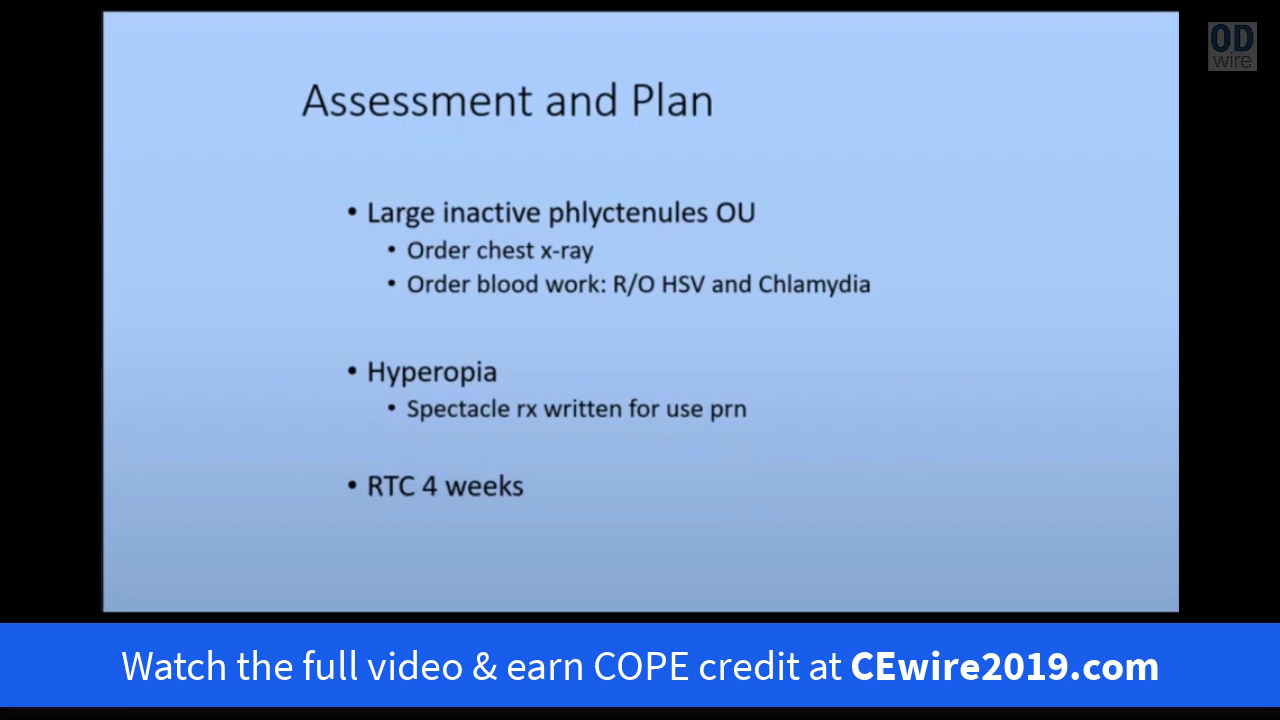 OD
wire
Assessment and Plan
• Large inactive phlyctenules OU
• Order chest x-ray
• Order blood work: R/O HSV and Chlamydia
• Hyperopia
• Spectacle rx written for use prn
• RTC 4 weeks
Watch the full video & earn COPE credit at CEwire2019.com